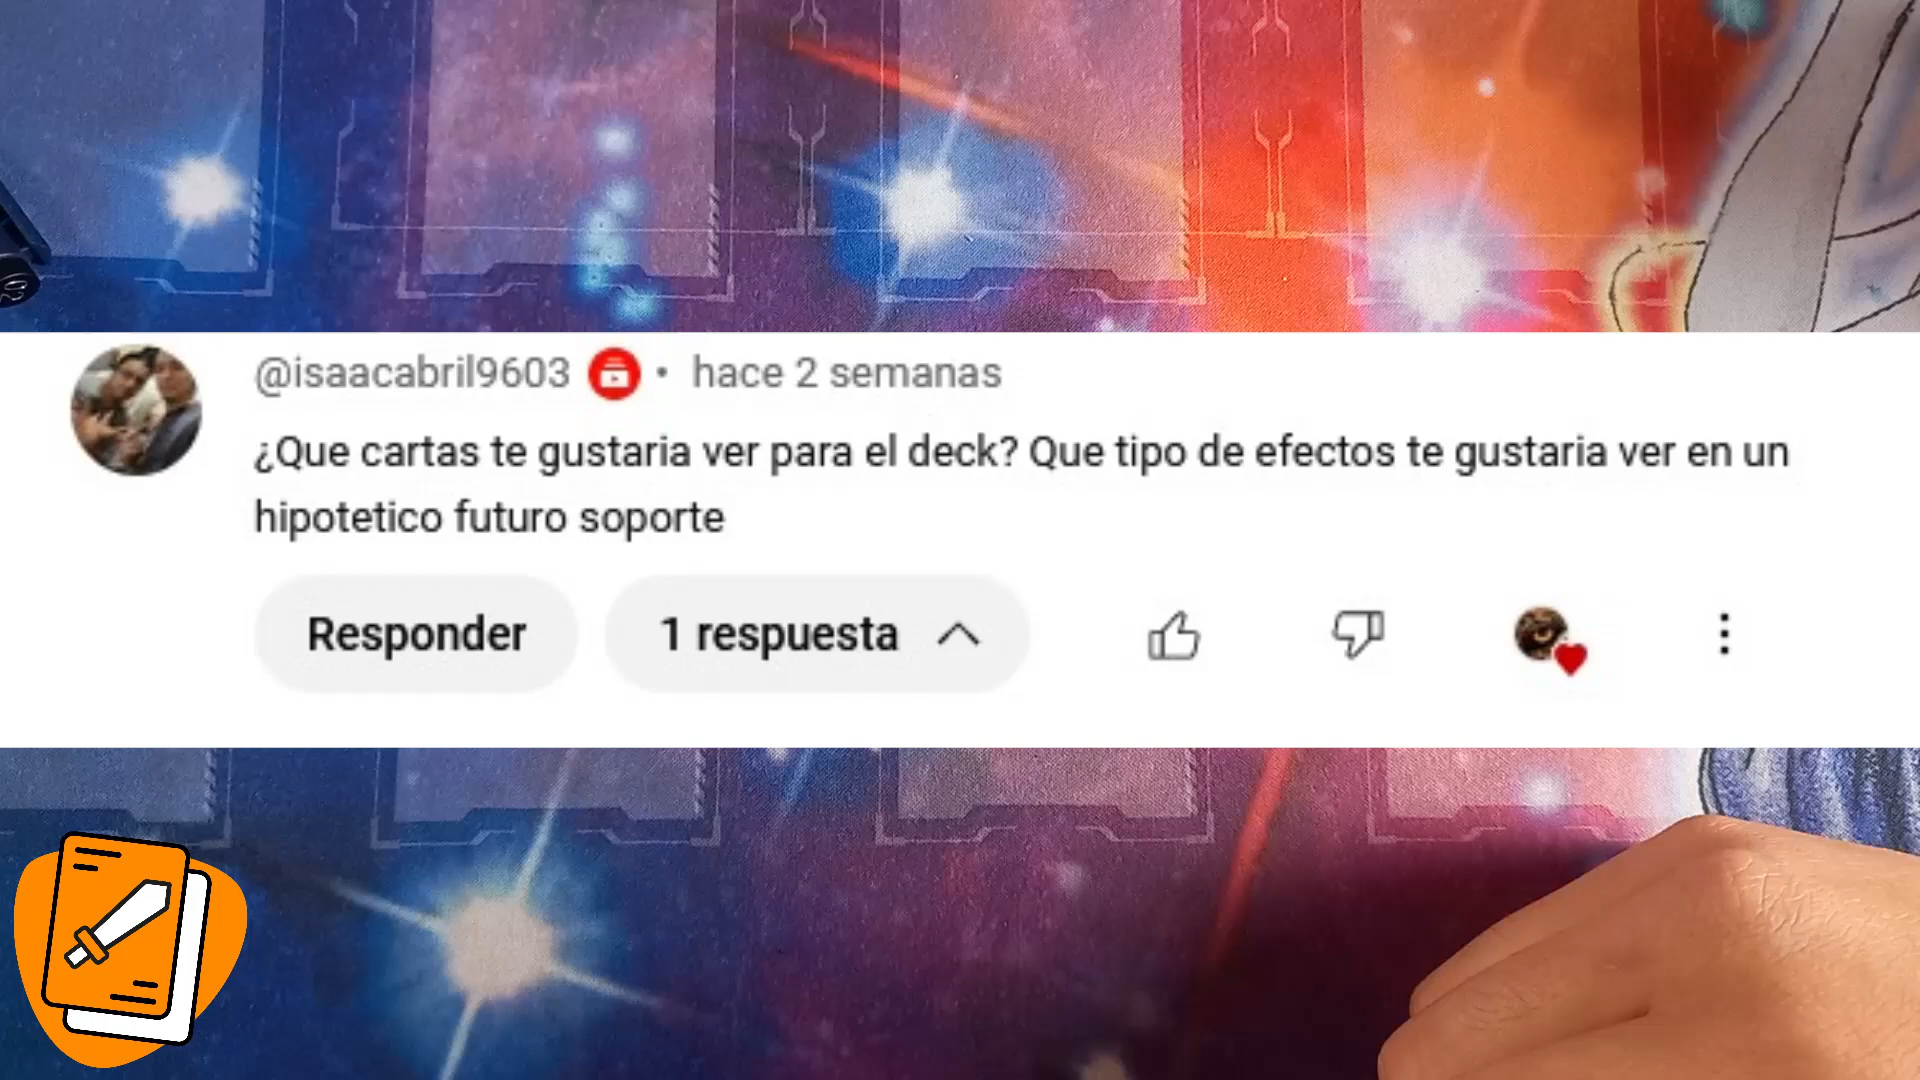 @isaacabril9603 • hace 2 semanas
¿Que cartas te gustaria ver para el deck? Que tipo de efectos te gustaria ver en un
hipotetico futuro soporte
Responder
1 respuesta